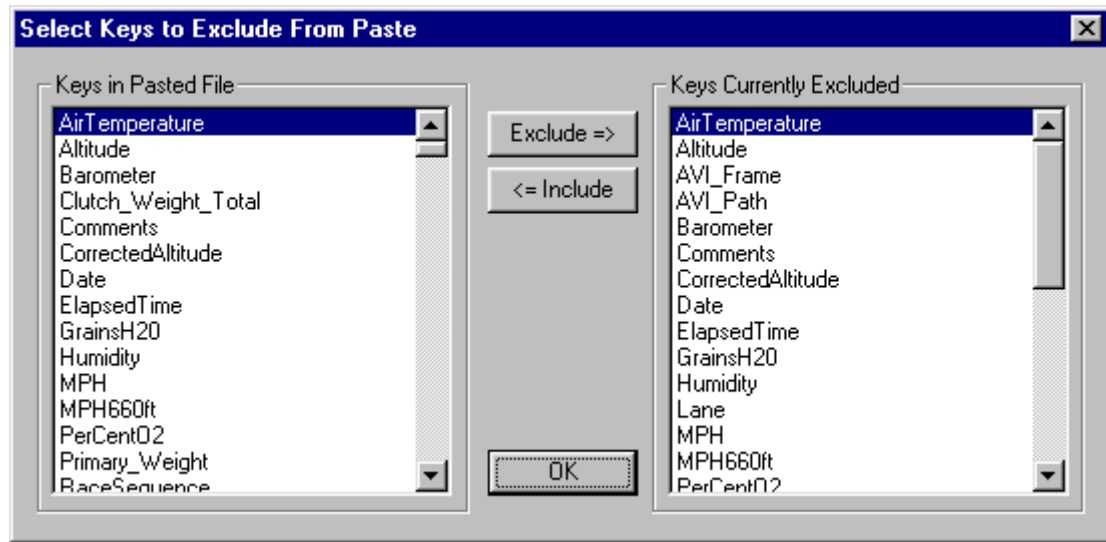 Select Keys to Exclude From Paste
Keys in Pasted File
AirTemperature
Altitude
Barometer
Clutch_Weight_Total
Comments
CorrectedAltitude
Date
ElapsedTime
GrainsH20
Humidity
MPH
MPH660ft
PerCentO2
Primary_Weight
RaceSequence
Exclude =>
<= Include
OK
Keys Currently Excluded
AirTemperature
Altitude
AVI_Frame
AVI_Path
Barometer
Comments
CorrectedAltitude
Date
ElapsedTime
GrainsH20
Humidity
Lane
MPH
MPH660ft
PerCentO2